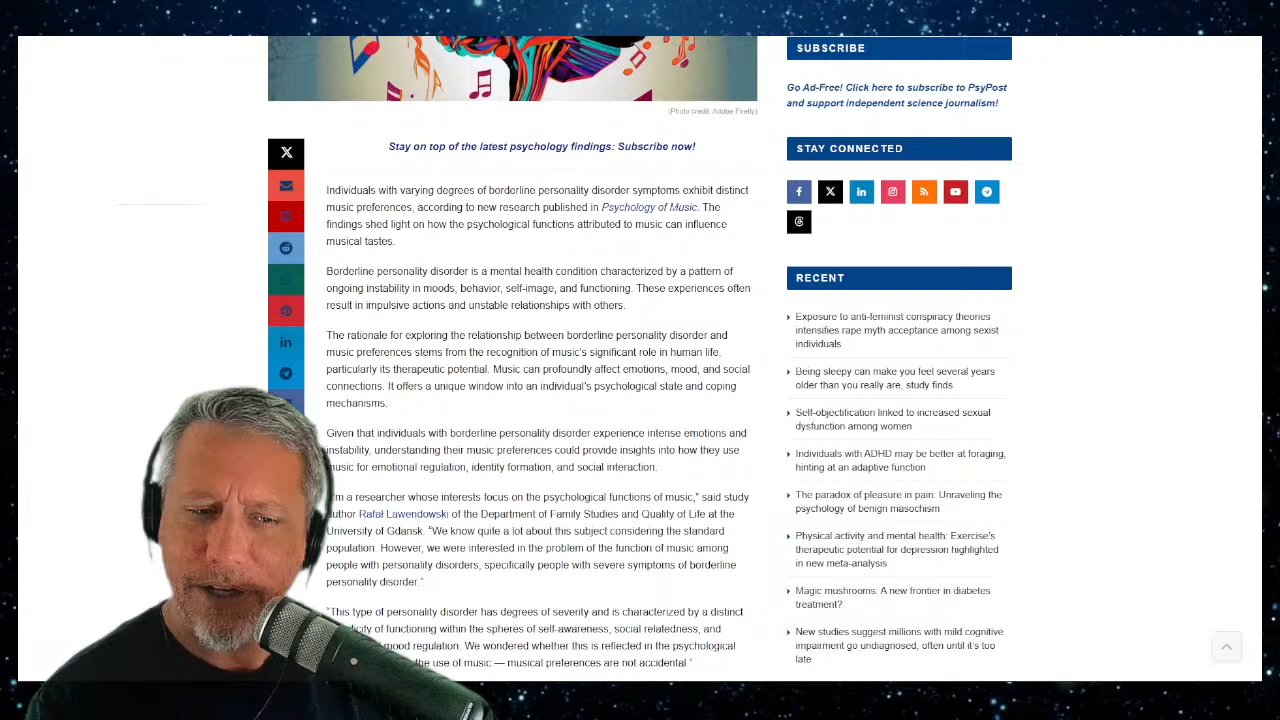 (Photo credit: Adobe Firefly)
Stay on top of the latest psychology findings: Subscribe now!
Individuals with varying degrees of borderline personality disorder symptoms exhibit distinct
music preferences, according to new research published in Psychology of Music. The
findings shed light on how the psychological functions attributed to music can influence
musical tastes.
Borderline personality disorder is a mental health condition characterized by a pattern of
ongoing instability in moods, behavior, self-image, and functioning. These experiences often
result in impulsive actions and unstable relationships with others.
The rationale for exploring the relationship between borderline personality disorder and
music preferences stems from the recognition of music’s significant role in human life,
particularly its therapeutic potential. Music can profoundly affect emotions, mood, and social
connections. It offers a unique window into an individual’s psychological state and coping
mechanisms.
Given that individuals with borderline personality disorder experience intense emotions and
instability, understanding their music preferences could provide insights into how they use
music for emotional regulation, identity formation, and social interaction.
I’m a researcher whose interests focus on the psychological functions of music,” said study
author Rafał Lawendowski of the Department of Family Studies and Quality of Life at the
University of Gdansk. “We know quite a lot about this subject considering the standard
population. However, we were interested in the problem of the function of music among
people with personality disorders, specifically people with severe symptoms of borderline
personality disorder.”
“This type of personality disorder has degrees of severity and is characterized by a distinct
of functioning within the spheres of self-awareness, social relatedness, and
mood regulation. We wondered whether this is reflected in the psychological
the use of music — musical preferences are not accidental.”
SUBSCRIBE
Go Ad-Free! Click here to subscribe to PsyPost
and support independent science journalism!
STAY CONNECTED
RECENT
Exposure to anti-feminist conspiracy theories
intensifies rape myth acceptance among sexist
individuals
Being sleepy can make you feel several years
older than you really are, study finds
Self-objectification linked to increased sexual
dysfunction among women
Individuals with ADHD may be better at foraging,
hinting at an adaptive function
The paradox of pleasure in pain: Unraveling the
psychology of benign masochism
Physical activity and mental health: Exercise’s
therapeutic potential for depression highlighted
in new meta-analysis
Magic mushrooms: A new frontier in diabetes
treatment?
New studies suggest millions with mild cognitive
impairment go undiagnosed, often until it’s too
late